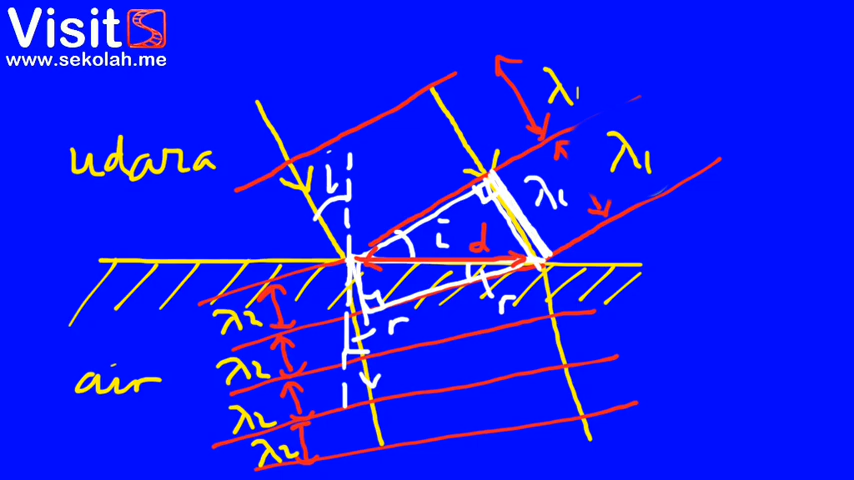 Visit S
www.sekolah.me
λ1
udara
i
λ1
λ1
i
d
r
λ2
r
λ2
air
λ2
λ2